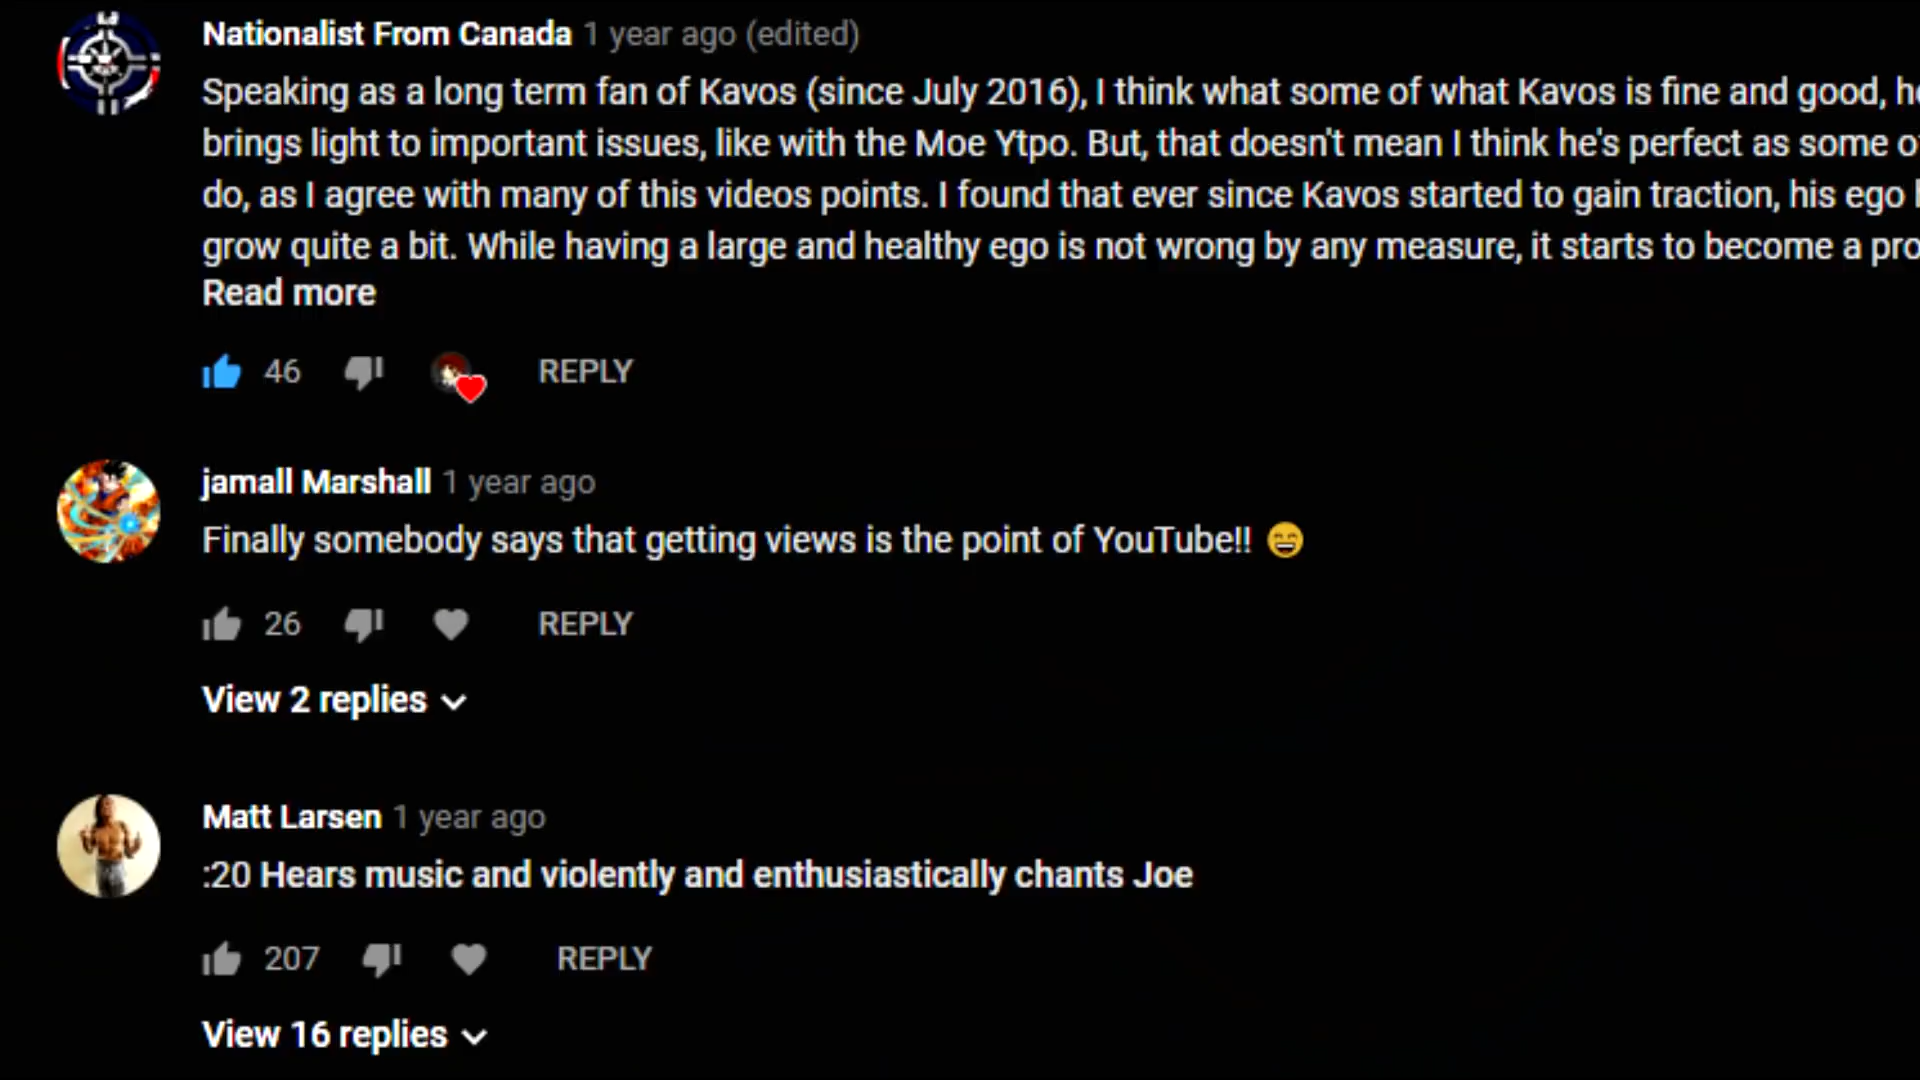 Nationalist From Canada 1 year ago (edited)
Speaking as a long term fan of Kavos (since July 2016), I think what some of what Kavos is fine and good, he
brings light to important issues, like with the Moe Ytpo. But, that doesn't mean I think he's perfect as some o
do, as I agree with many of this videos points. I found that ever since Kavos started to gain traction, his ego
grow quite a bit. While having a large and healthy ego is not wrong by any measure, it starts to become a pro
Read more
46 REPLY
jamall Marshall 1 year ago
Finally somebody says that getting views is the point of YouTube!! 😄
26 REPLY
View 2 replies
Matt Larsen 1 year ago
:20 Hears music and violently and enthusiastically chants Joe
207 REPLY
View 16 replies